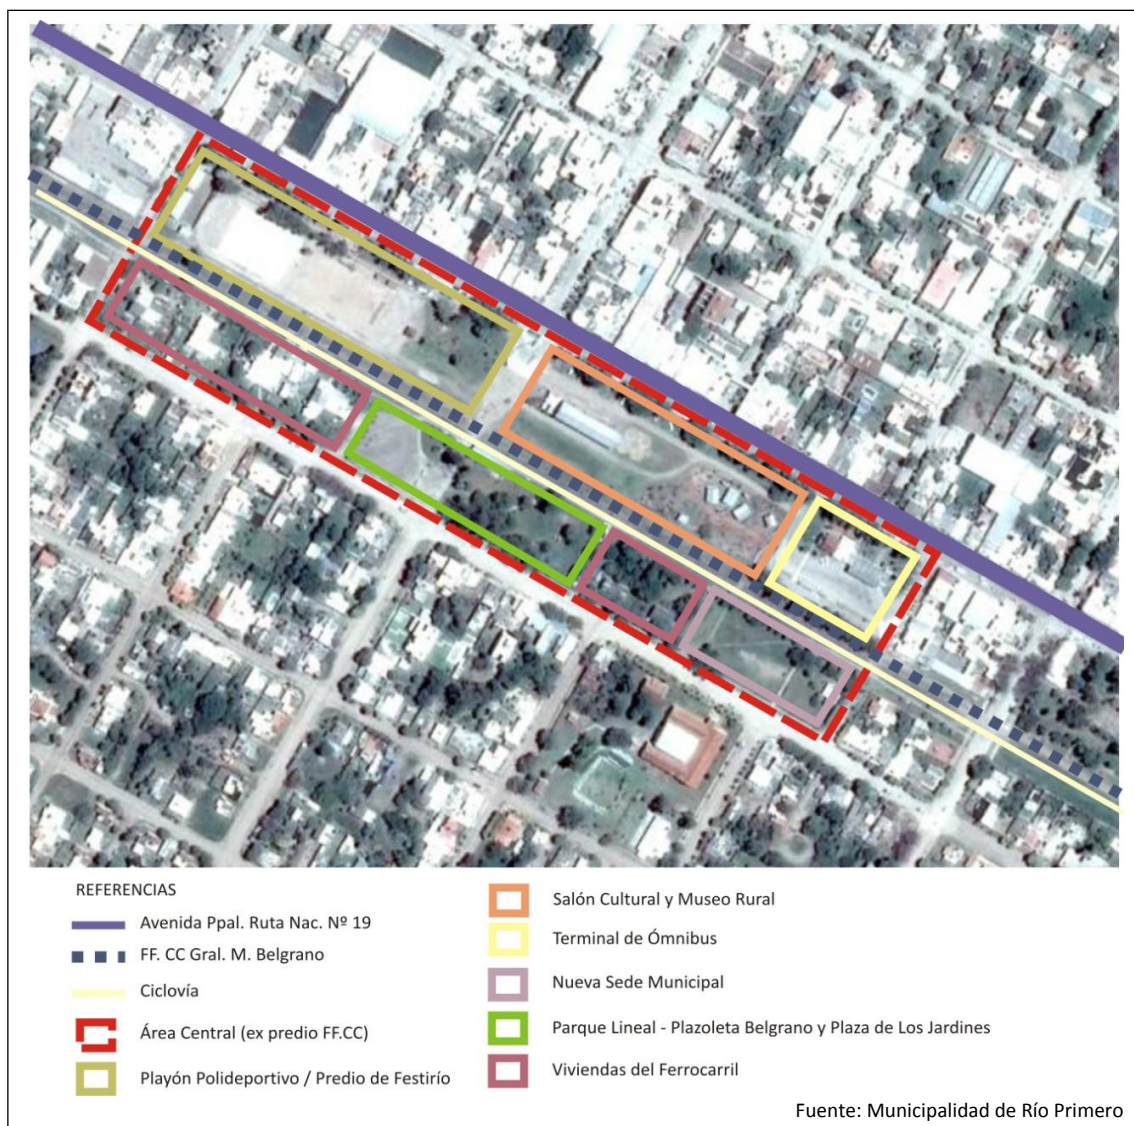 REFERENCIAS
Avenida Ppal. Ruta Nac. Nº 19
FF. CC Gral. M. Belgrano
Ciclovía
Área Central (ex predio FF.CC)
Playón Polideportivo / Predio de Festirío
Salón Cultural y Museo Rural
Terminal de Ómnibus
Nueva Sede Municipal
Parque Lineal - Plazoleta Belgrano y Plaza de Los Jardines
Viviendas del Ferrocarril
Fuente: Municipalidad de Río Primero